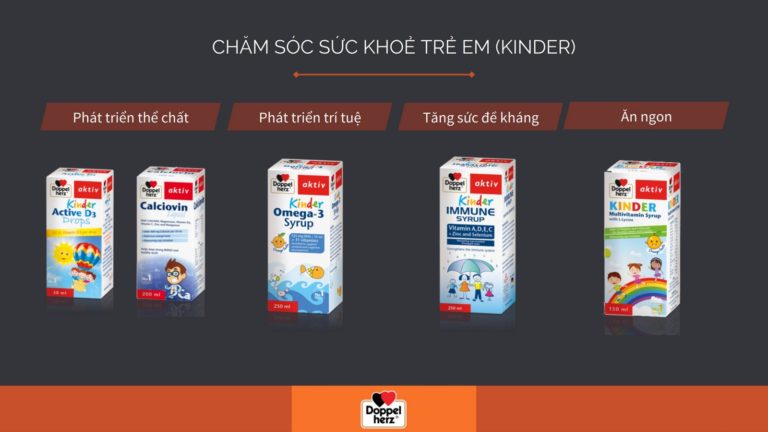 CHĂM SÓC SỨC KHOẺ TRẺ EM (KINDER)
Phát triển thể chất
Phát triển trí tuệ
Tăng sức đề kháng
Ăn ngon
Doppel
herz
aktiv
Kinder
Active D3
Drops
Doppel
herz
aktiv
Calciovin
200 ml
Ca
Doppel
herz
aktiv
Kinder
Omega-3
Syrup
250 ml
Doppel
herz
aktiv
Kinder
IMMUNE
SYRUP
Vitamin A, D, E, C
+ Zinc and Selenium
250 ml
Doppel
herz
aktiv
KINDER
Multivitamin Syrup
with L-Lysine
150 ml
Doppel
herz®